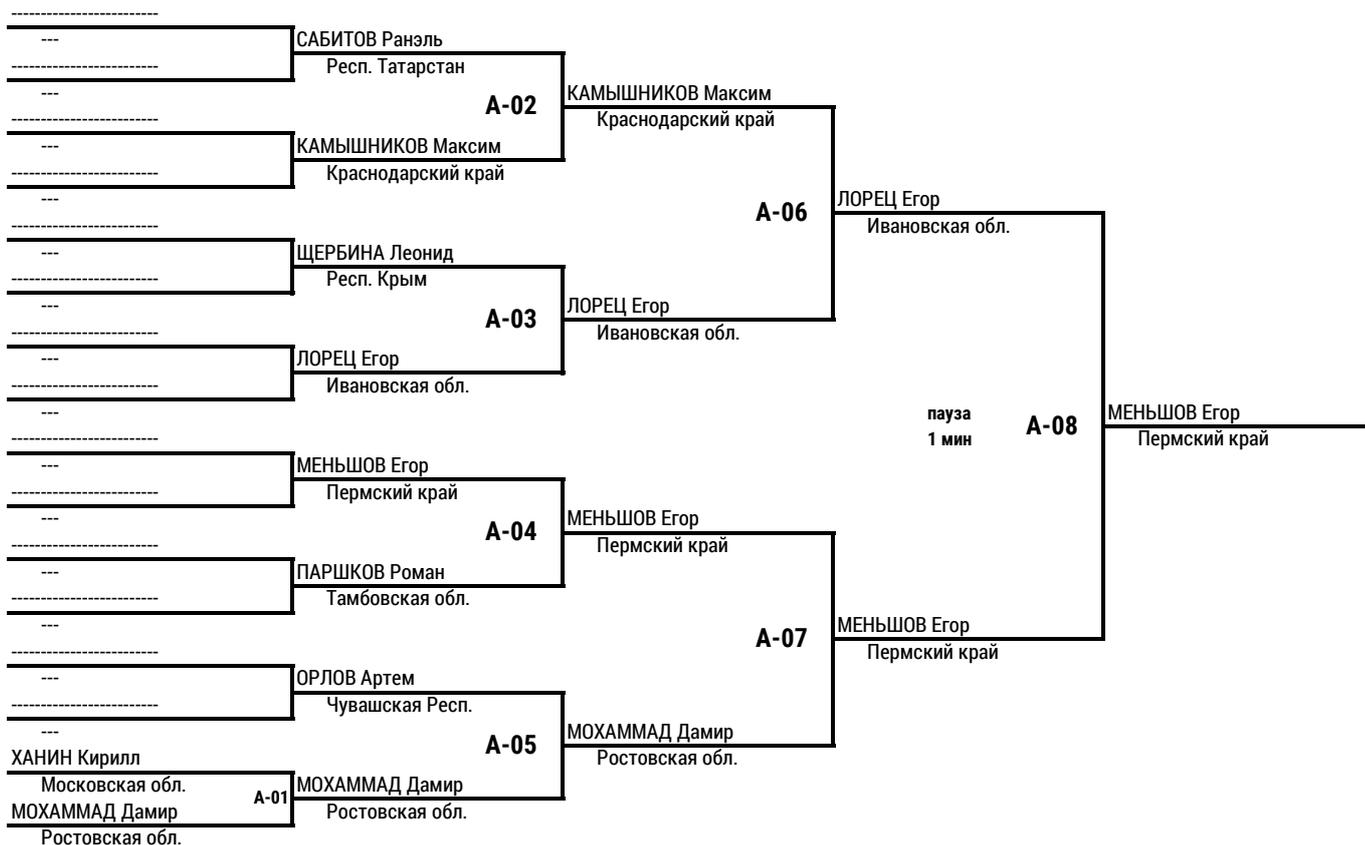 -------------------------
---
САБИТОВ Ранэль
-------------------------
Респ. Татарстан
---
А-02
КАМЫШНИКОВ Максим
-------------------------
Краснодарский край
---
КАМЫШНИКОВ Максим
-------------------------
Краснодарский край
---
А-06
ЛОРЕЦ Егор
-------------------------
Ивановская обл.
---
ЩЕРБИНА Леонид
-------------------------
Респ. Крым
---
А-03
ЛОРЕЦ Егор
-------------------------
Ивановская обл.
---
ЛОРЕЦ Егор
-------------------------
Ивановская обл.
---
пауза
1 мин
А-08
МЕНЬШОВ Егор
-------------------------
Пермский край
---
МЕНЬШОВ Егор
-------------------------
Пермский край
---
А-04
МЕНЬШОВ Егор
-------------------------
Пермский край
---
ПАРШКОВ Роман
-------------------------
Тамбовская обл.
---
А-07
МЕНЬШОВ Егор
-------------------------
Пермский край
---
ОРЛОВ Артем
-------------------------
Чувашская Респ.
---
А-05
МОХАММАД Дамир
Ростовская обл.
ХАНИН Кирилл
Московская обл.
А-01
МОХАММАД Дамир
Ростовская обл.
МОХАММАД Дамир
Ростовская обл.